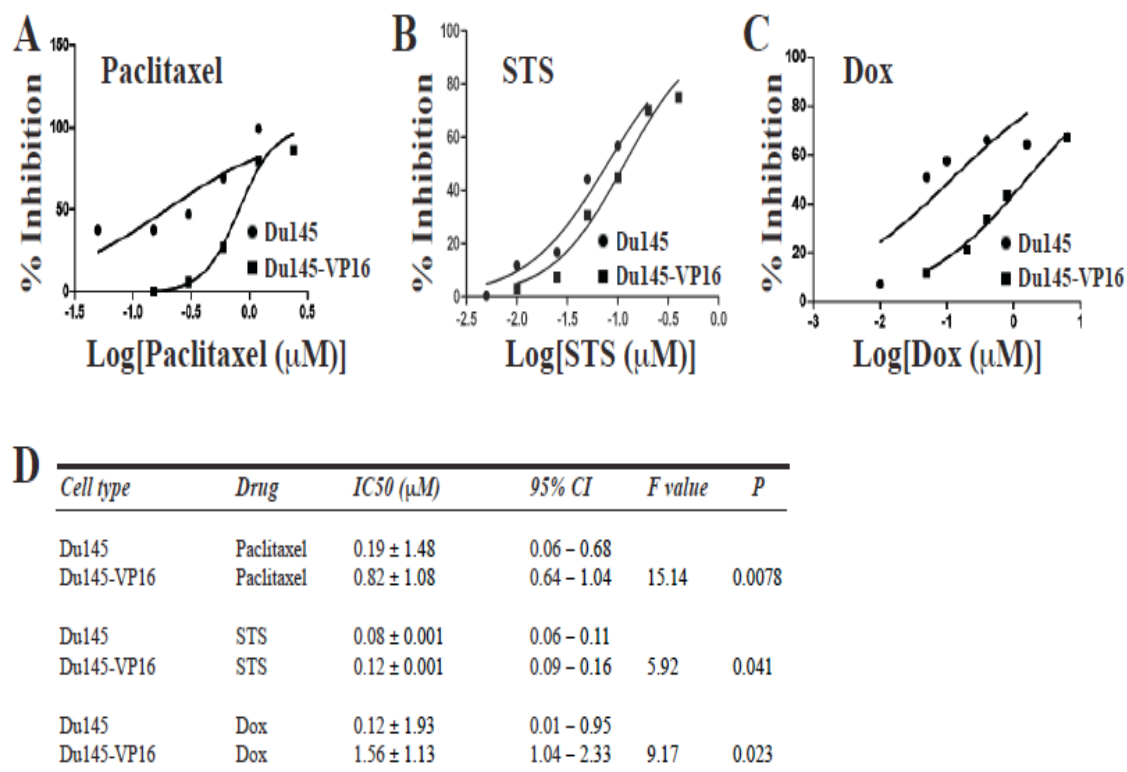 A
Paclitaxel
% Inhibition
150
100
50
0
-1.5
-1.0
-0.5
0.0
0.5
Du145
Du145-VP16
Log[Paclitaxel (μM)]
B
STS
% Inhibition
100
80
60
40
20
0
-2.5
-2.0
-1.5
-1.0
-0.5
0.0
Du145
Du145-VP16
Log[STS (μM)]
C
Dox
% Inhibition
100
80
60
40
20
0
-3
-2
-1
0
1
Du145
Du145-VP16
Log[Dox (μM)]
D
Cell type Drug IC50 (μM) 95% CI F value P
Du145 Paclitaxel 0.19 ± 1.48 0.06 – 0.68
Du145-VP16 Paclitaxel 0.82 ± 1.08 0.64 – 1.04 15.14 0.0078
Du145 STS 0.08 ± 0.001 0.06 – 0.11
Du145-VP16 STS 0.12 ± 0.001 0.09 – 0.16 5.92 0.041
Du145 Dox 0.12 ± 1.93 0.01 – 0.95
Du145-VP16 Dox 1.56 ± 1.13 1.04 – 2.33 9.17 0.023